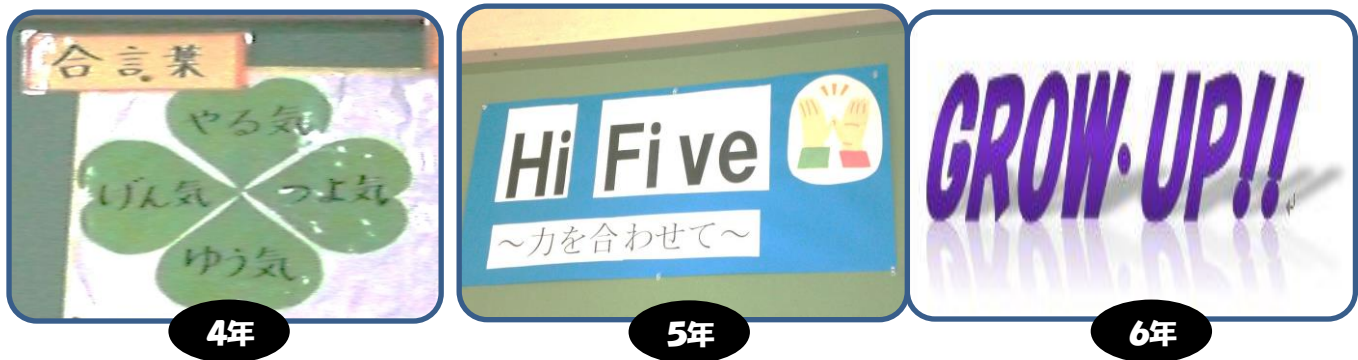 合言葉
やる気
げん気 つよ気
ゆう気
4年
Hi Five
～力を合わせて～
5年
GROW・UP!!
6年